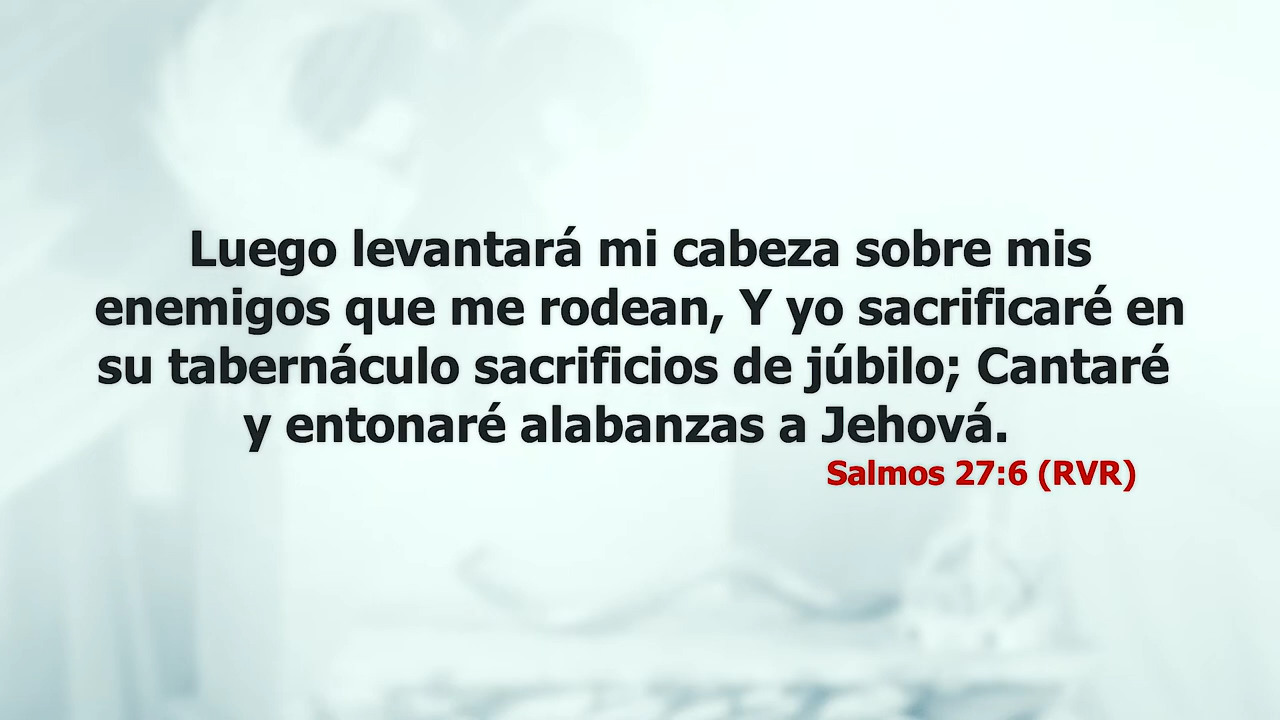 Luego levantará mi cabeza sobre mis
enemigos que me rodean, Y yo sacrificaré en
su tabernáculo sacrificios de júbilo; Cantaré
y entonaré alabanzas a Jehová.
Salmos 27:6 (RVR)